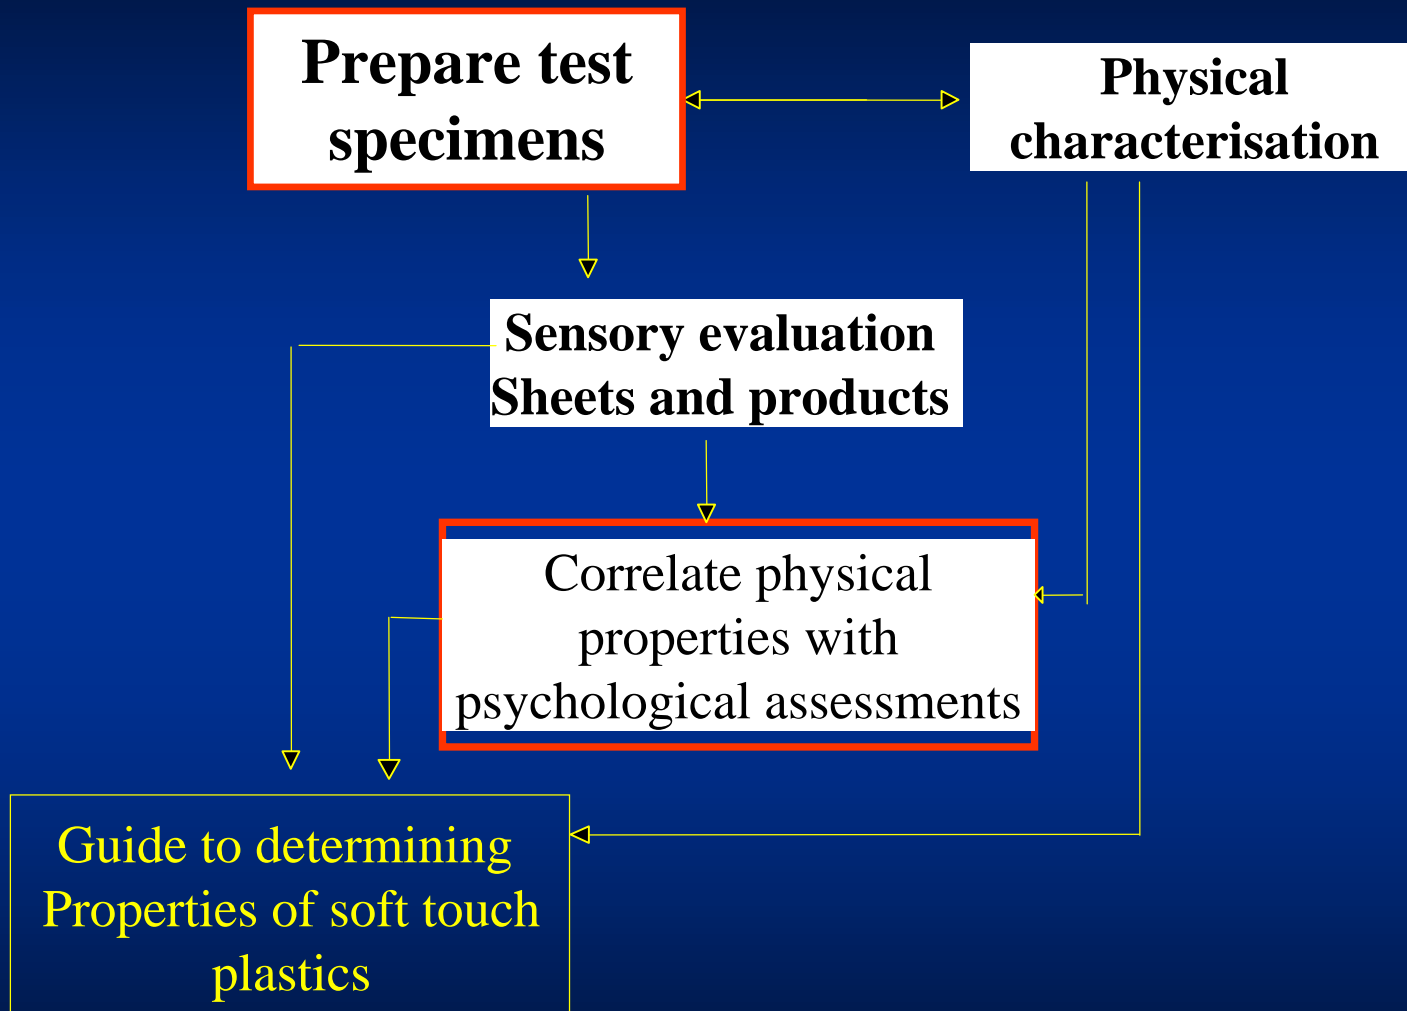 Prepare test
specimens
Physical
characterisation
Sensory evaluation
Sheets and products
Correlate physical
properties with
psychological assessments
Guide to determining
Properties of soft touch
plastics